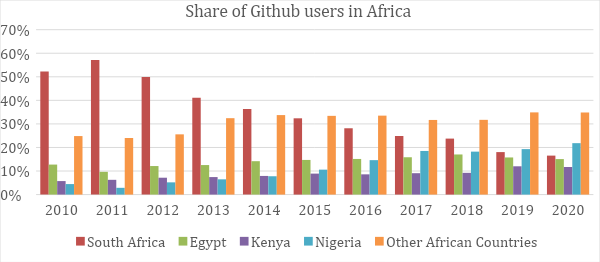 Share of Github users in Africa
70%
60%
50%
40%
30%
20%
10%
0%
2010 2011 2012 2013 2014 2015 2016 2017 2018 2019 2020
South Africa Egypt Kenya Nigeria Other African Countries